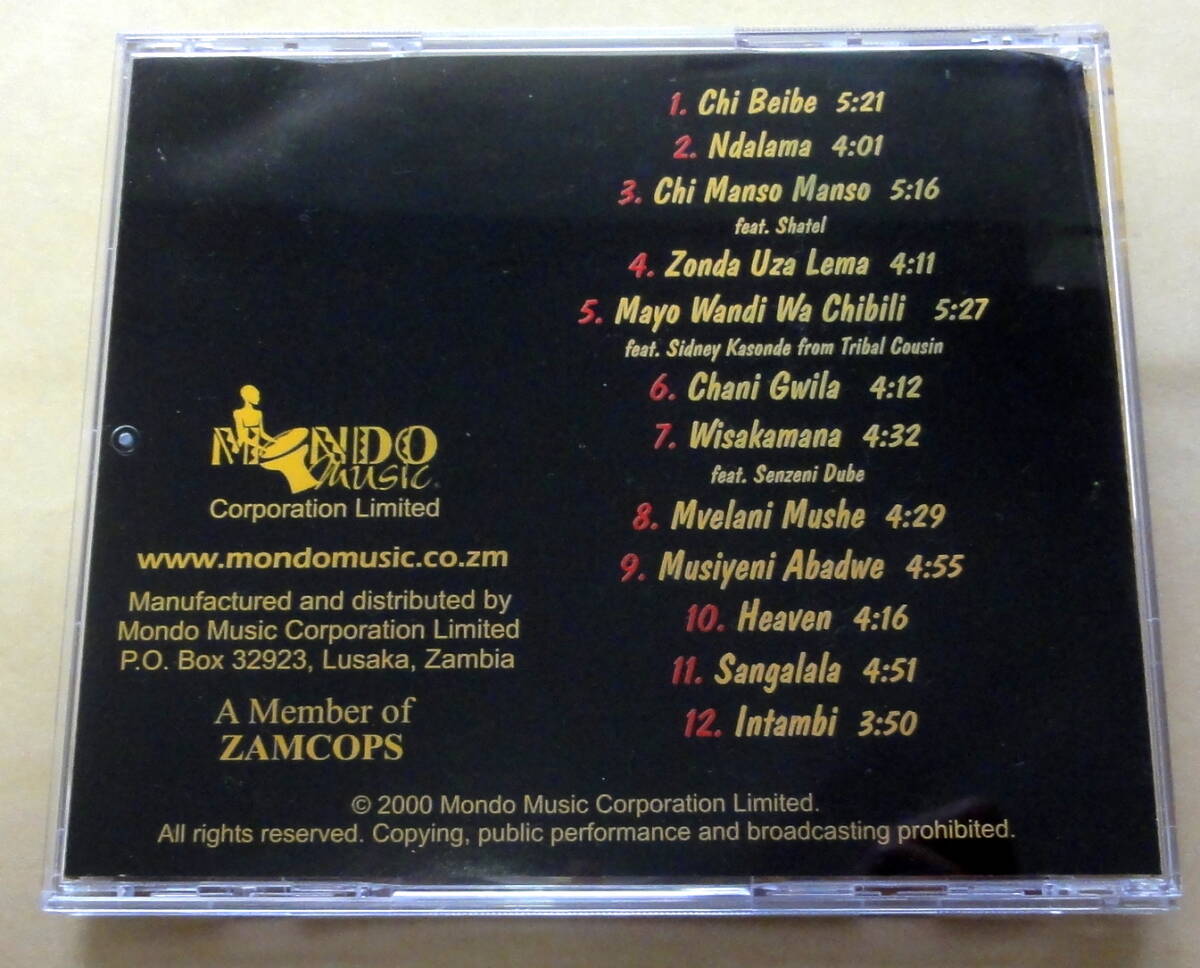 1. Chi Beibe 5:21
2. Ndalama 4:01
3. Chi Manso Manso 5:16
feat. Shatel
4. Zonda Uza Lema 4:11
5. Mayo Wandi Wa Chibili 5:27
feat. Sidney Kasonde from Tribal Cousin
6. Chani Gwila 4:12
7. Wisakamana 4:32
feat. Senzeni Dube
8. Mvelani Mushe 4:29
9. Musiyeni Abadwe 4:55
10. Heaven 4:16
11. Sangalala 4:51
12. Intambi 3:50
MONDO
Music
Corporation Limited
www.mondomusic.co.zm
Manufactured and distributed by
Mondo Music Corporation Limited
P.O. Box 32923, Lusaka, Zambia
A Member of
ZAMCOPS
© 2000 Mondo Music Corporation Limited.
All rights reserved. Copying, public performance and broadcasting prohibited.